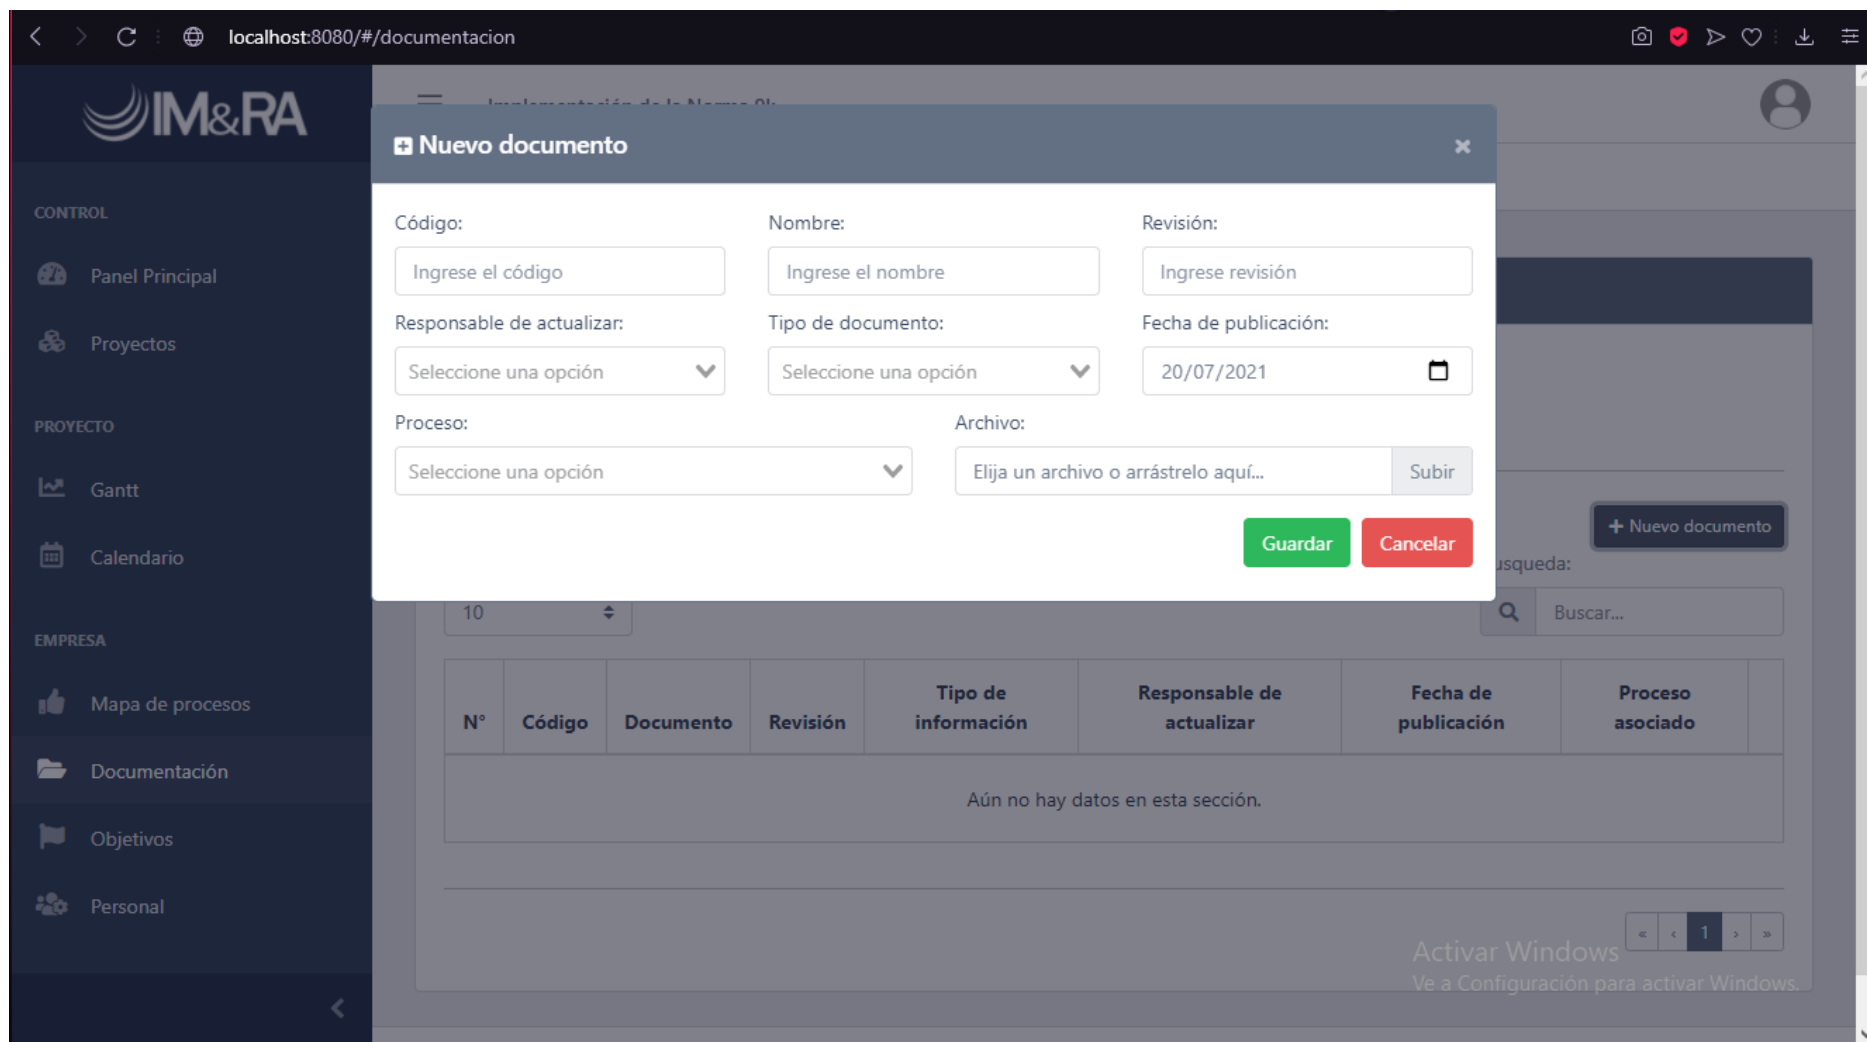 localhost:8080/#/documentacion
IM&RA
CONTROL
Panel Principal
Proyectos
PROYECTO
Gantt
Calendario
EMPRESA
Mapa de procesos
Documentación
Objetivos
Personal
Implementación de la Norma
Nuevo documento
Código: Nombre: Revisión:
Ingrese el código Ingrese el nombre Ingrese revisión
Responsable de actualizar: Tipo de documento: Fecha de publicación:
Seleccione una opción Seleccione una opción 20/07/2021
Proceso: Archivo:
Seleccione una opción Elija un archivo o arrástrelo aquí... Subir
Guardar Cancelar
+ Nuevo documento
usqueda:
10 Buscar...
N° Código Documento Revisión Tipo de información Responsable de actualizar Fecha de publicación Proceso asociado
Aún no hay datos en esta sección.
« ‹ 1 › »
Activar Windows
Ve a Configuración para activar Windows.